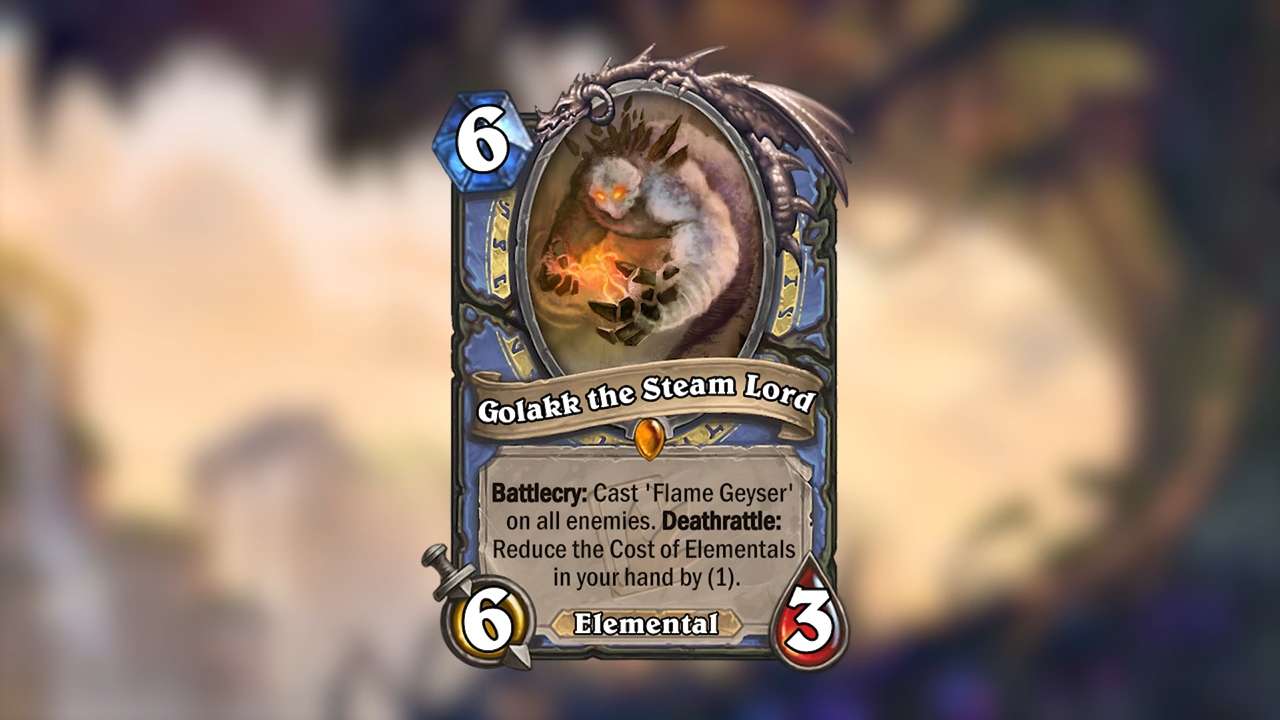 6
Golakk the Steam Lord
Battlecry: Cast 'Flame Geyser'
on all enemies. Deathrattle:
Reduce the Cost of Elementals
in your hand by (1).
6
Elemental
3